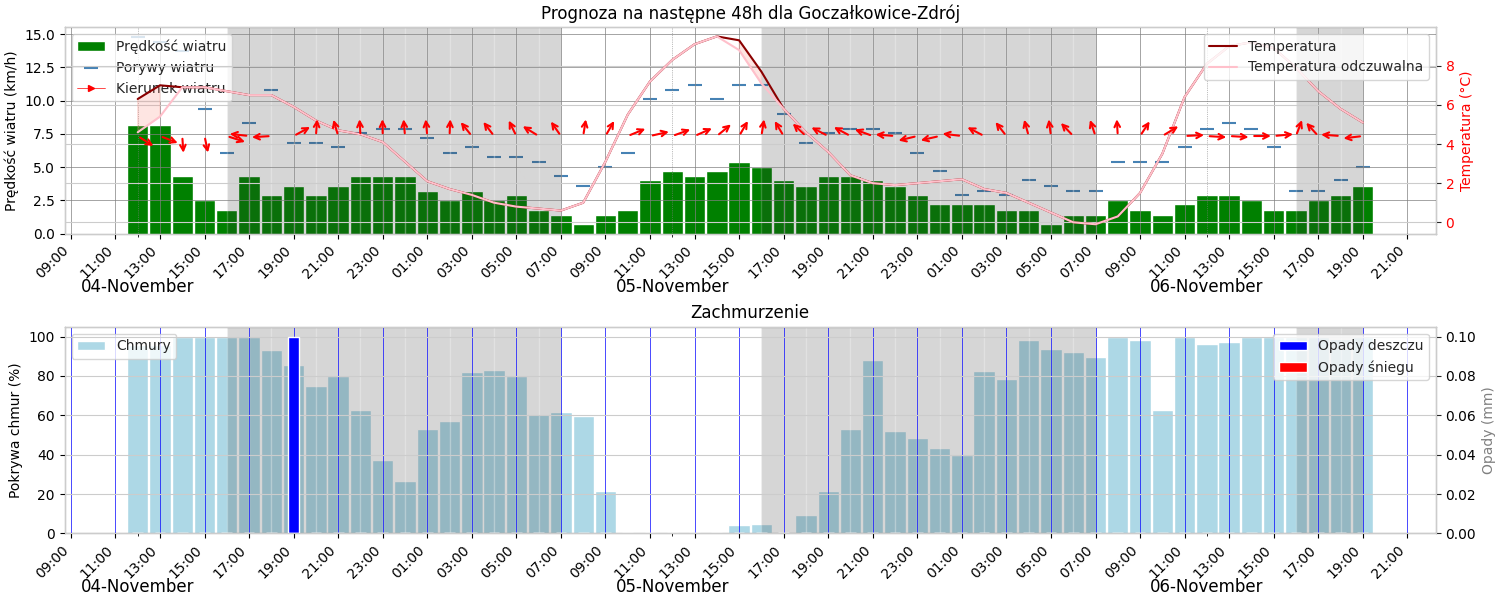 Prognoza na następne 48h dla Goczałkowice-Zdrój
Prędkość wiatru (km/h)
15.0
12.5
10.0
7.5
5.0
2.5
0.0
Prędkość wiatru
Porywy wiatru
Kierunek wiatru
Temperatura
Temperatura odczuwalna
8
6
4
2
0
Temperatura (°C)
09:00 11:00 13:00 15:00 17:00 19:00 21:00 23:00 01:00 03:00 05:00 07:00 09:00 11:00 13:00 15:00 17:00 19:00 21:00 23:00 01:00 03:00 05:00 07:00 09:00 11:00 13:00 15:00 17:00 19:00 21:00
04-November 05-November 06-November
Zachmurzenie
Pokrywa chmur (%)
100
80
60
40
20
0
Chmury
Opady deszczu
Opady śniegu
0.10
0.08
0.06
0.04
0.02
0.00
Opady (mm)
09:00 11:00 13:00 15:00 17:00 19:00 21:00 23:00 01:00 03:00 05:00 07:00 09:00 11:00 13:00 15:00 17:00 19:00 21:00 23:00 01:00 03:00 05:00 07:00 09:00 11:00 13:00 15:00 17:00 19:00 21:00
04-November 05-November 06-November